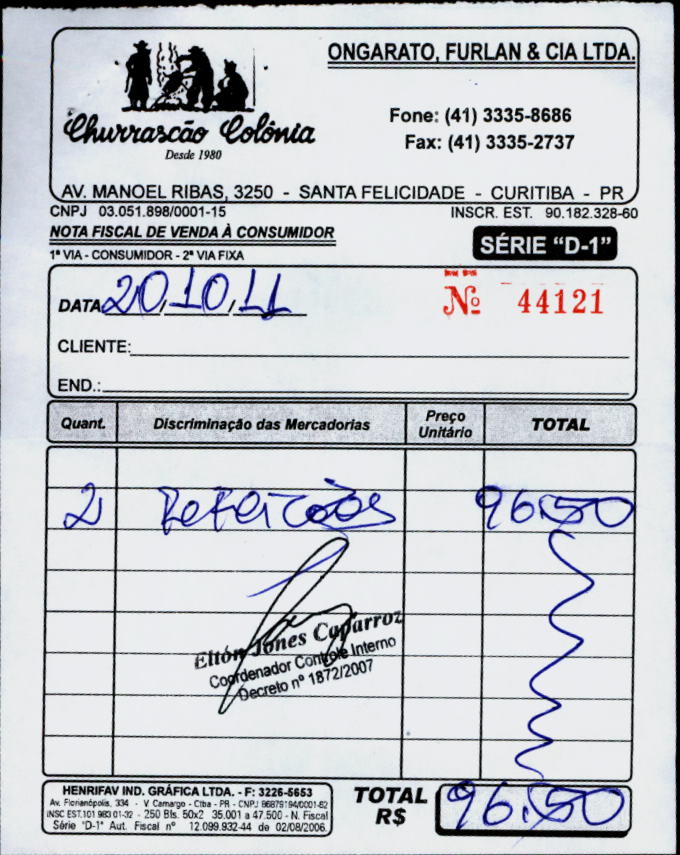 ONGARATO, FURLAN & CIA LTDA.
Churrascão Colônia
Desde 1980
Fone: (41) 3335-8686
Fax: (41) 3335-2737
AV. MANOEL RIBAS, 3250 - SANTA FELICIDADE - CURITIBA - PR
CNPJ 03.051.898/0001-15 INSCR. EST. 90.182.328-60
NOTA FISCAL DE VENDA À CONSUMIDOR
SÉRIE "D-1"
1ª VIA - CONSUMIDOR - 2ª VIA FIXA
DATA 20/10/11 Nº 44121
CLIENTE:
END.:
Quant. Discriminação das Mercadorias Preço Unitário TOTAL
2 Refeições 96.50
Elton Jones Caparroz
Coordenador Controle Interno
Decreto nº 1872/2007
HENRIFAV IND. GRÁFICA LTDA. - F: 3226-5653
Av. Florianópolis, 334 - V Camargo - Ctba - PR - CNPJ 86879194/0001-62
INSC EST.101 983 01-32 - 250 Bls. 50x2 35.001 a 47.500 - N. Fiscal
Série "D-1" Aut. Fiscal nº 12.099.932-44 de 02/08/2006.
TOTAL R$ 96.50